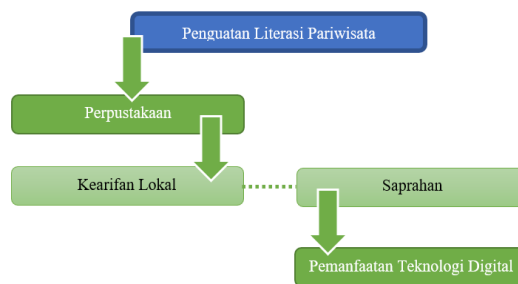 Penguatan Literasi Pariwisata
Perpustakaan
Kearifan Lokal
Saprahan
Pemanfaatan Teknologi Digital